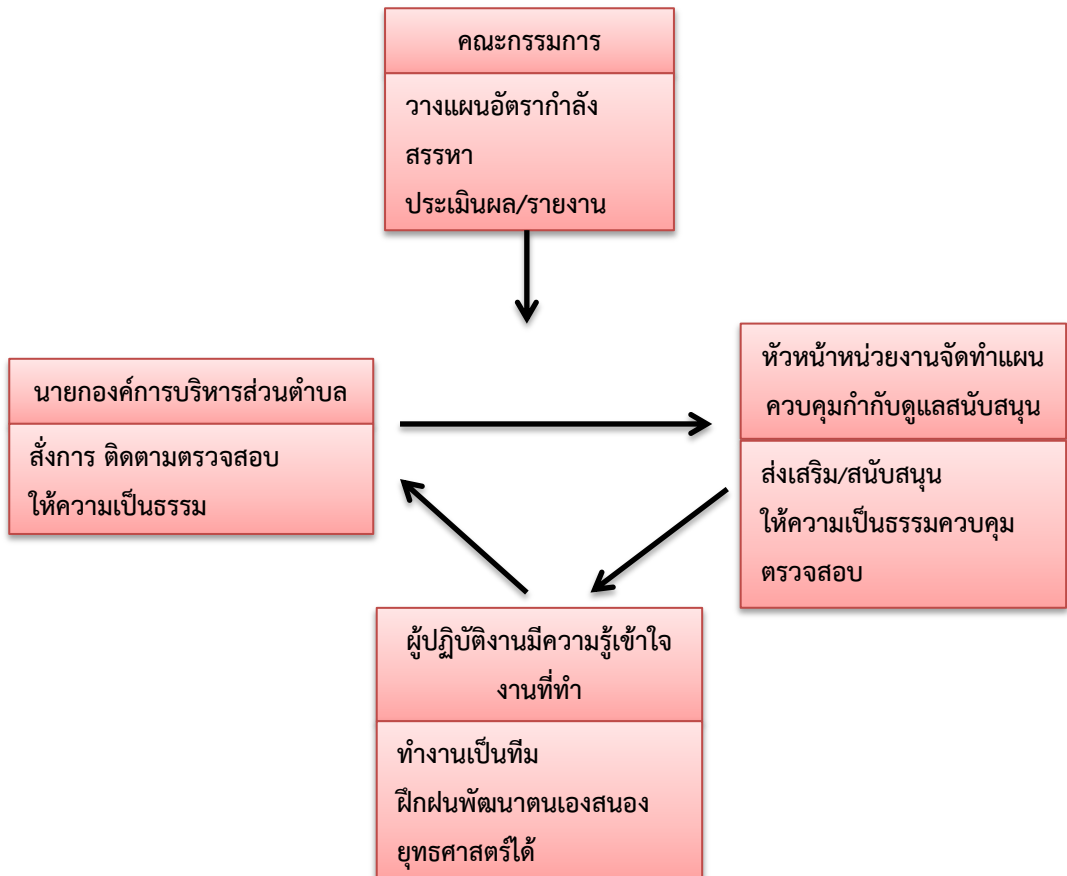 คณะกรรมการ
วางแผนอัตรากำลัง
สรรหา
ประเมินผล/รายงาน
นายกองค์การบริหารส่วนตำบล
สั่งการ ติดตามตรวจสอบ
ให้ความเป็นธรรม
หัวหน้าหน่วยงานจัดทำแผน
ควบคุมกำกับดูแลสนับสนุน
ส่งเสริม/สนับสนุน
ให้ความเป็นธรรมควบคุม
ตรวจสอบ
ผู้ปฏิบัติงานมีความรู้เข้าใจ
งานที่ทำ
ทำงานเป็นทีม
ฝึกฝนพัฒนาตนเองสนอง
ยุทธศาสตร์ได้